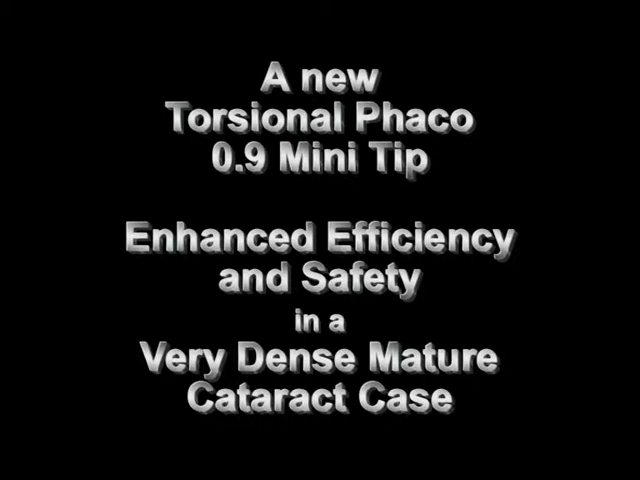 A new
Torsional Phaco
0.9 Mini Tip
Enhanced Efficiency
and Safety
in a
Very Dense Mature
Cataract Case